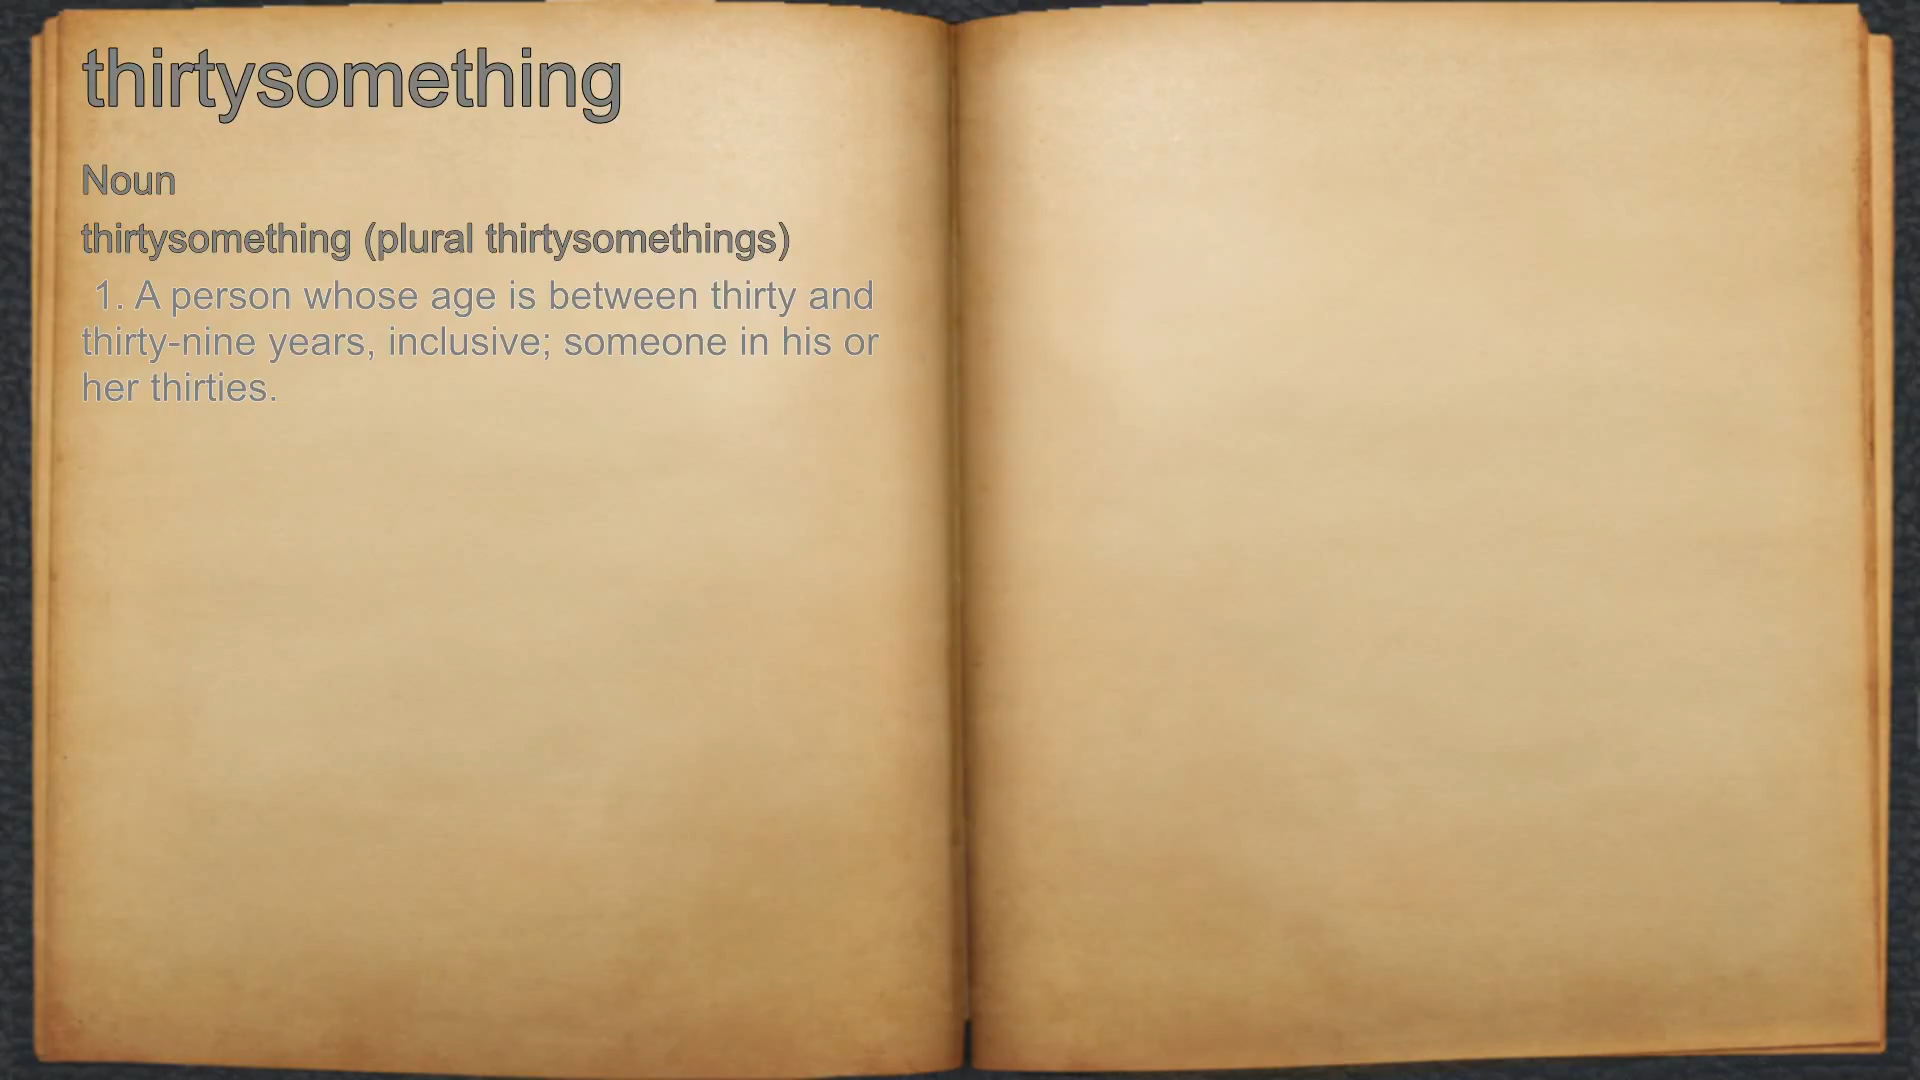 thirtysomething
Noun
thirtysomething (plural thirtysomethings)
1. A person whose age is between thirty and
thirty-nine years, inclusive; someone in his or
her thirties.